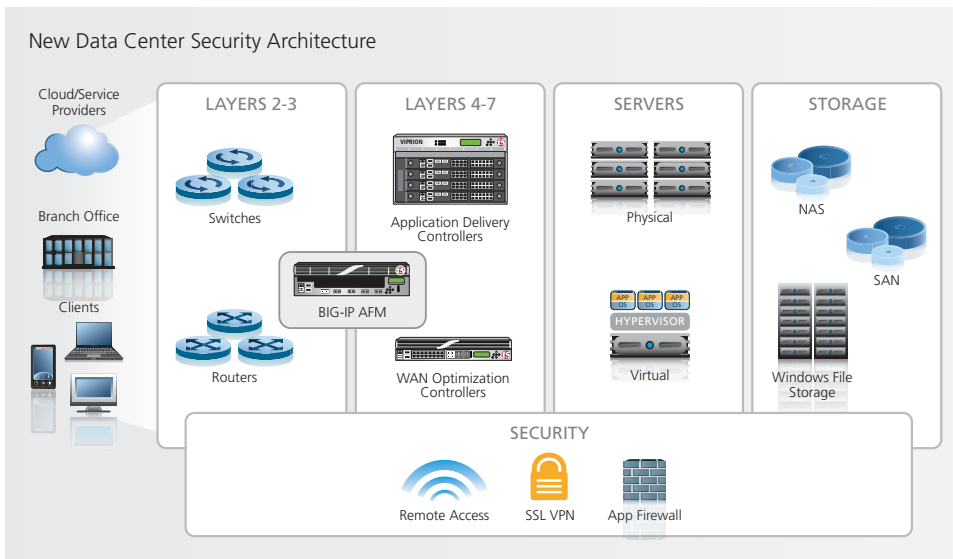 New Data Center Security Architecture
Cloud/Service
Providers
Branch Office
Clients
LAYERS 2-3
Switches
Routers
BIG-IP AFM
LAYERS 4-7
VIPRION
f5
Application Delivery
Controllers
WAN Optimization
Controllers
SERVERS
Physical
APP
OS
APP
OS
APP
OS
HYPERVISOR
Virtual
STORAGE
NAS
SAN
Windows File
Storage
SECURITY
Remote Access
SSL VPN
App Firewall